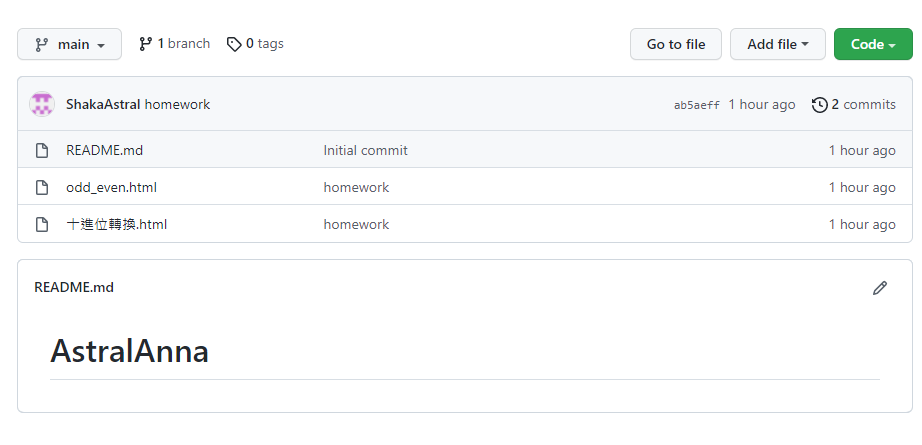 main 1 branch 0 tags Go to file Add file Code
ShakaAstral homework ab5aeff 1 hour ago 2 commits
README.md Initial commit 1 hour ago
odd_even.html homework 1 hour ago
十進位轉換.html homework 1 hour ago
README.md
AstralAnna